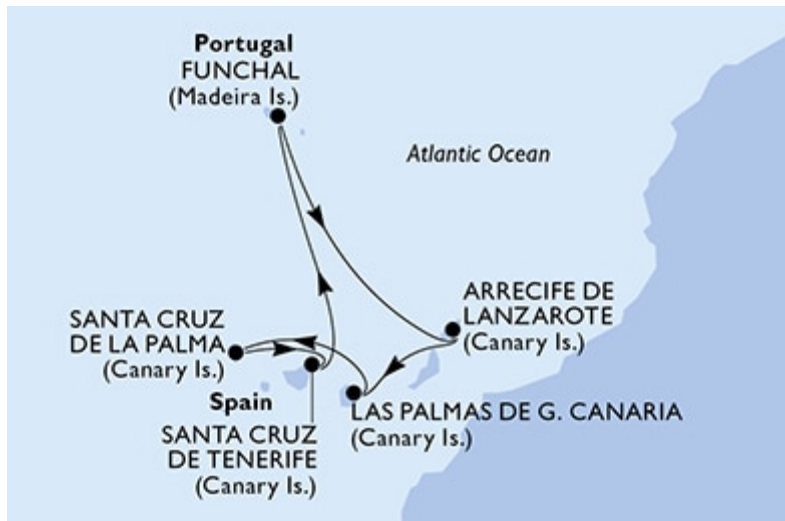 Portugal
FUNCHAL
(Madeira Is.)
Atlantic Ocean
ARRECIFE DE
LANZAROTE
(Canary Is.)
SANTA CRUZ
DE LA PALMA
(Canary Is.)
Spain
LAS PALMAS DE G. CANARIA
(Canary Is.)
SANTA CRUZ
DE TENERIFE
(Canary Is.)